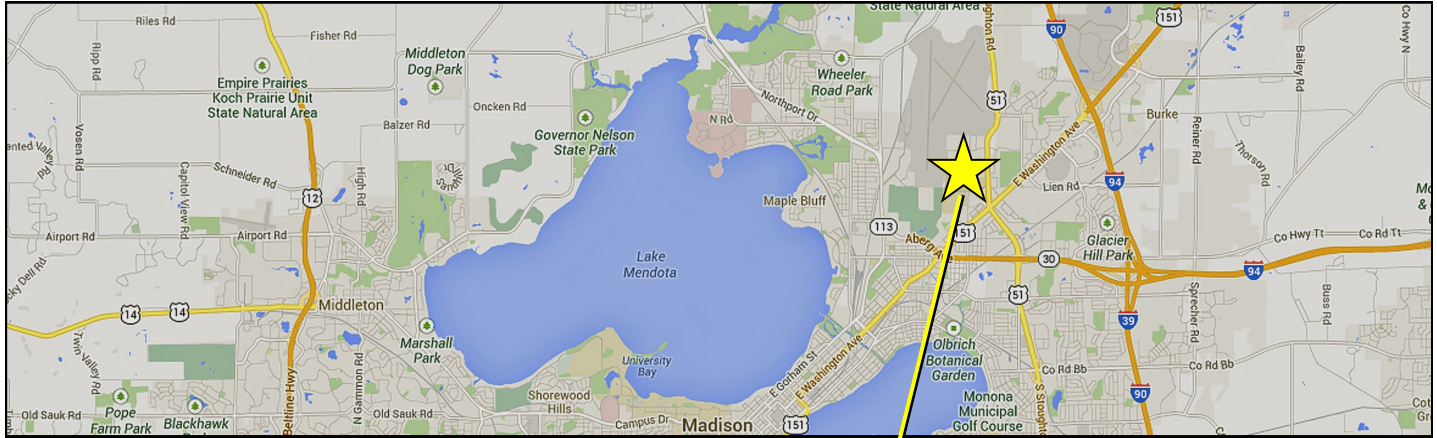 State Natural Area
Riley Rd
Fisher Rd
151
90
Co Hwy N
Ripp Rd
Middleton
Dog Park
Empire Prairies
Koch Prairie Unit
State Natural Area
Wheeler
Road Park
Bailey Rd
Oncken Rd
Northport Dr
51
Burke
N Rd
Balzer Rd
Governor Nelson
State Park
Vosen Rd
Reiner Rd
E Washington Ave
Thorson Rd
Schneider Rd
Capitol View Rd
High Rd
12
94
Lien Rd
Maple Bluff
113
151
Airport Rd
Airport Rd
Aberg Ave
Glacier
Hill Park
Co Hwy Tt
Co Rd Tt
Lake
Mendota
30
94
14
14
Middleton
51
39
Sprecher Rd
Buss Rd
Marshall
Park
Twin Valley Rd
University
Bay
Olbrich
Botanical
Garden
E Gorham St
E Washington Ave
Co Rd Bb
Co Rd Bb
N Gammon Rd
Beltline Hwy
Pope
Farm Park
Blackhawk
Old Sauk Rd
Old Sauk Rd
Shorewood
Hills
Campus Dr
Madison
151
Monona
Municipal
Golf Course
90